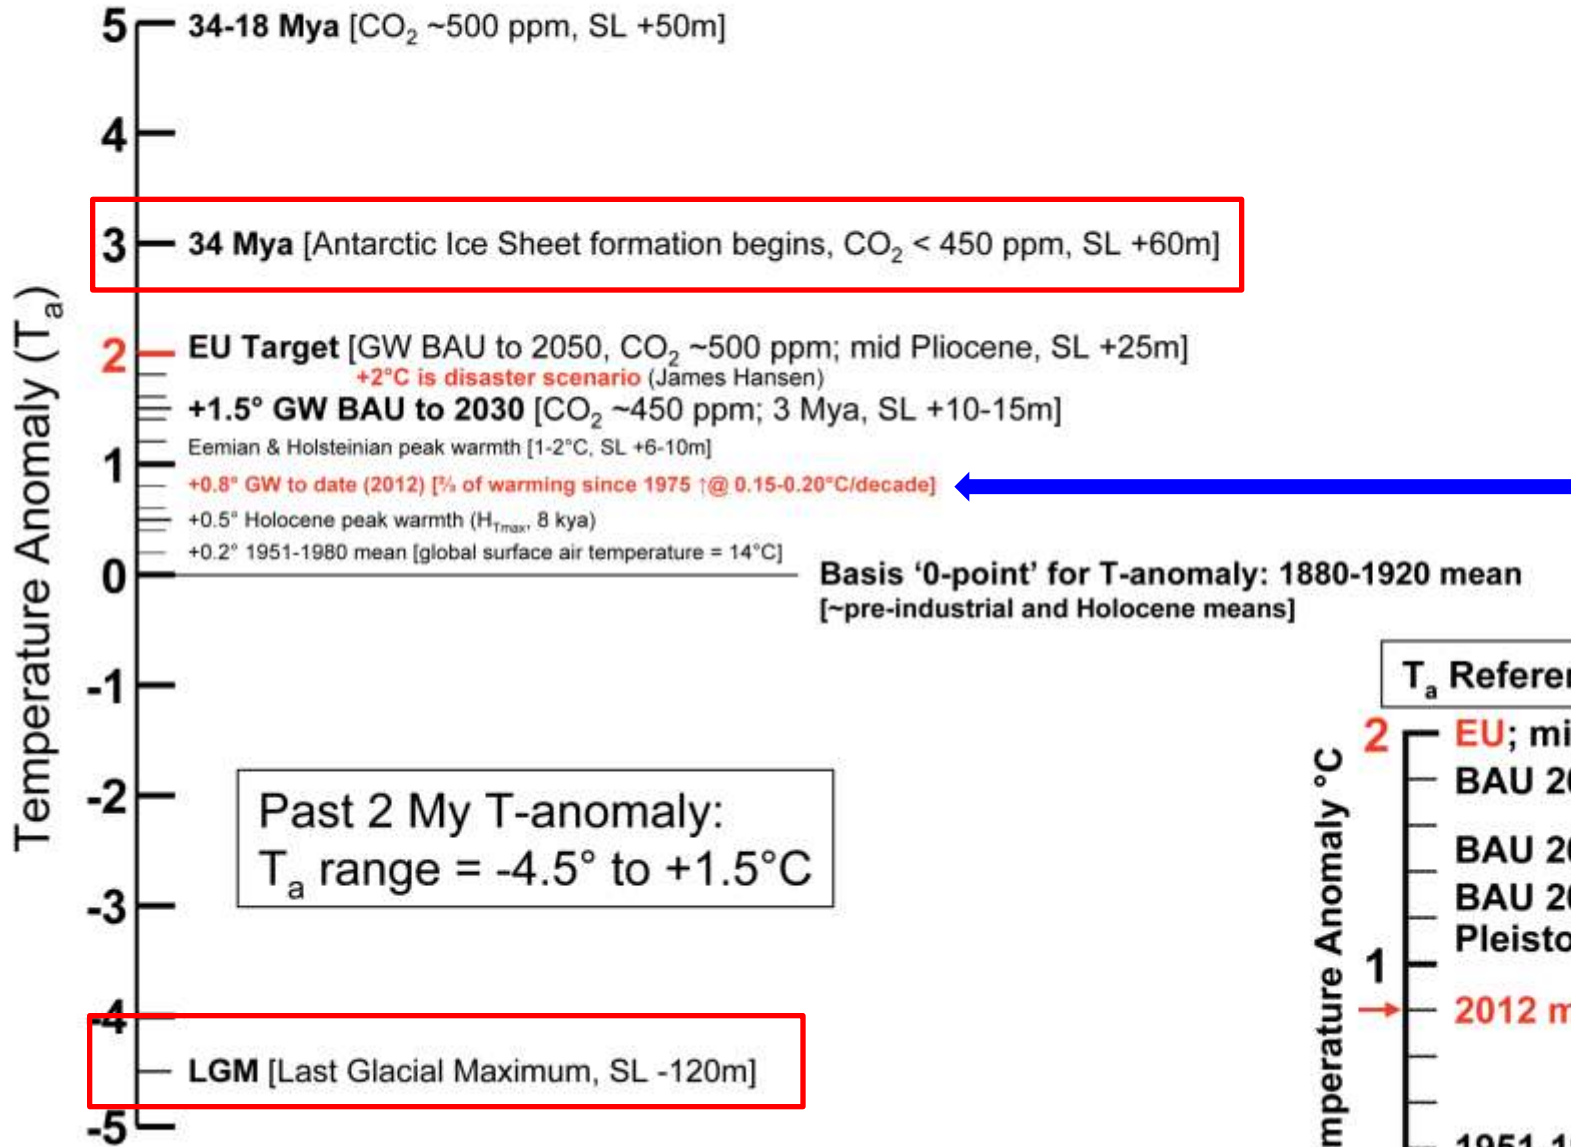 5 34-18 Mya [CO₂ ~500 ppm, SL +50m]
4
3 34 Mya [Antarctic Ice Sheet formation begins, CO₂ < 450 ppm, SL +60m]
Temperature Anomaly (Tₐ)
2 EU Target [GW BAU to 2050, CO₂ ~500 ppm; mid Pliocene, SL +25m]
+2°C is disaster scenario (James Hansen)
+1.5° GW BAU to 2030 [CO₂ ~450 ppm; 3 Mya, SL +10-15m]
Eemian & Holsteinian peak warmth [1-2°C, SL +6-10m]
1
+0.8° GW to date (2012) [⅔ of warming since 1975 ↑@ 0.15-0.20°C/decade]
+0.5° Holocene peak warmth (H_Tmax, 8 kya)
+0.2° 1951-1980 mean [global surface air temperature = 14°C]
0 Basis ‘0-point’ for T-anomaly: 1880-1920 mean
[~pre-industrial and Holocene means]
-1
-2
Past 2 My T-anomaly:
Tₐ range = -4.5° to +1.5°C
-3
-4
LGM [Last Glacial Maximum, SL -120m]
-5
Tₐ
2 EU;
BAU
BAU
BAU
1
2012
Anomaly °C